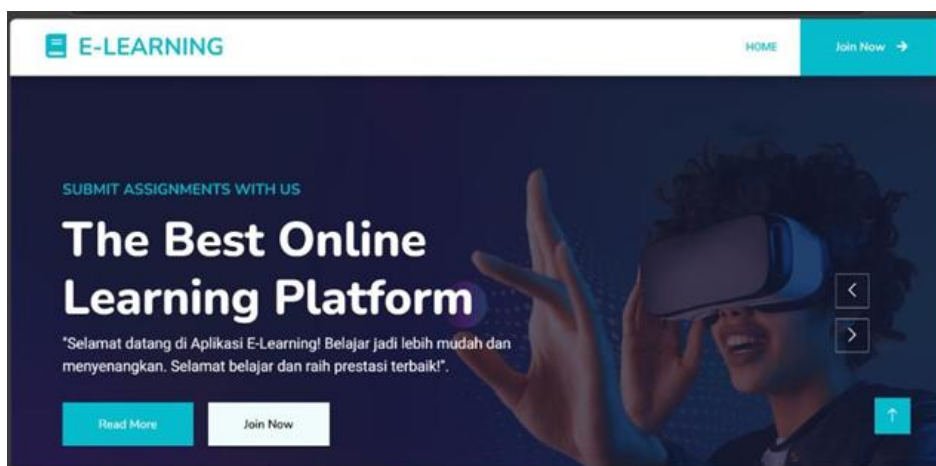 E-LEARNING
HOME
Join Now
SUBMIT ASSIGNMENTS WITH US
The Best Online
Learning Platform
"Selamat datang di Aplikasi E-Learning! Belajar jadi lebih mudah dan
menyenangkan. Selamat belajar dan raih prestasi terbaik!".
Read More
Join Now